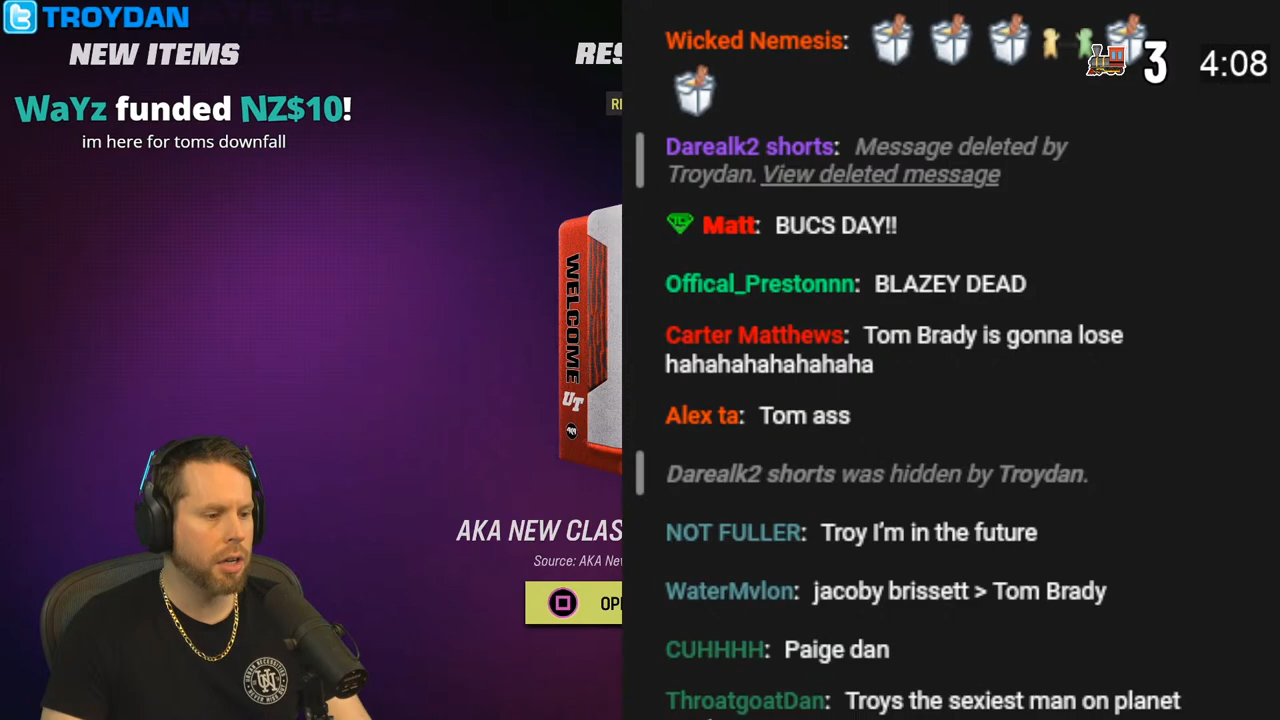 TROYDAN
NEW ITEMS
WaYz funded NZ$10!
im here for toms downfall
WELCOME
UT
AKA
AKA NEW CLAS
Source: AKA Nev
OPE
RES
RE
Wicked Nemesis:
3
4:08
Darealk2 shorts: Message deleted by
Troydan. View deleted message
Matt: BUCS DAY!!
Offical_Prestonnn: BLAZEY DEAD
Carter Matthews: Tom Brady is gonna lose
hahahahahahahaha
Alex ta: Tom ass
Darealk2 shorts was hidden by Troydan.
NOT FULLER: Troy I'm in the future
WaterMvlon: jacoby brissett > Tom Brady
CUHHHH: Paige dan
ThroatgoatDan: Troys the sexiest man on planet